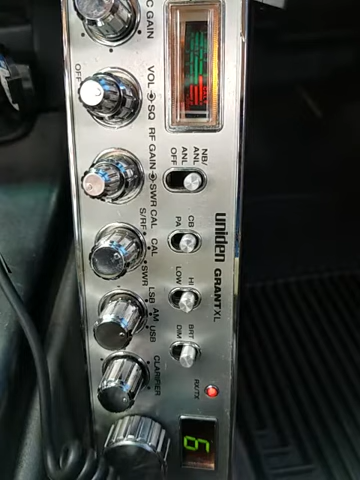 C GAIN
OFF
VOL SQ
RF GAIN SWR CAL
S/RF CAL SWR
LSB AM USB
CLARIFIER
NB/
ANL
ANL
OFF
CB
PA
HI
LOW
BRT
DIM
uniden GRANT XL
RX/TX